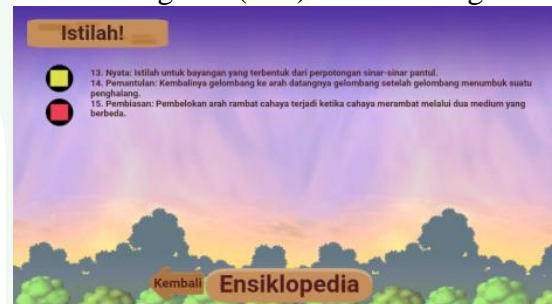 Istilah!
13. Nyata: Istilah untuk bayangan yang terbentuk dari perpotongan sinar-sinar pantul.
14. Pemantulan: Kembalinya gelombang ke arah datangnya gelombang setelah gelombang menumbuk suatu
penghalang.
15. Pembiasan: Pembelokan arah rambat cahaya terjadi ketika cahaya merambat melalui dua medium yang
berbeda.
Kembali
Ensiklopedia